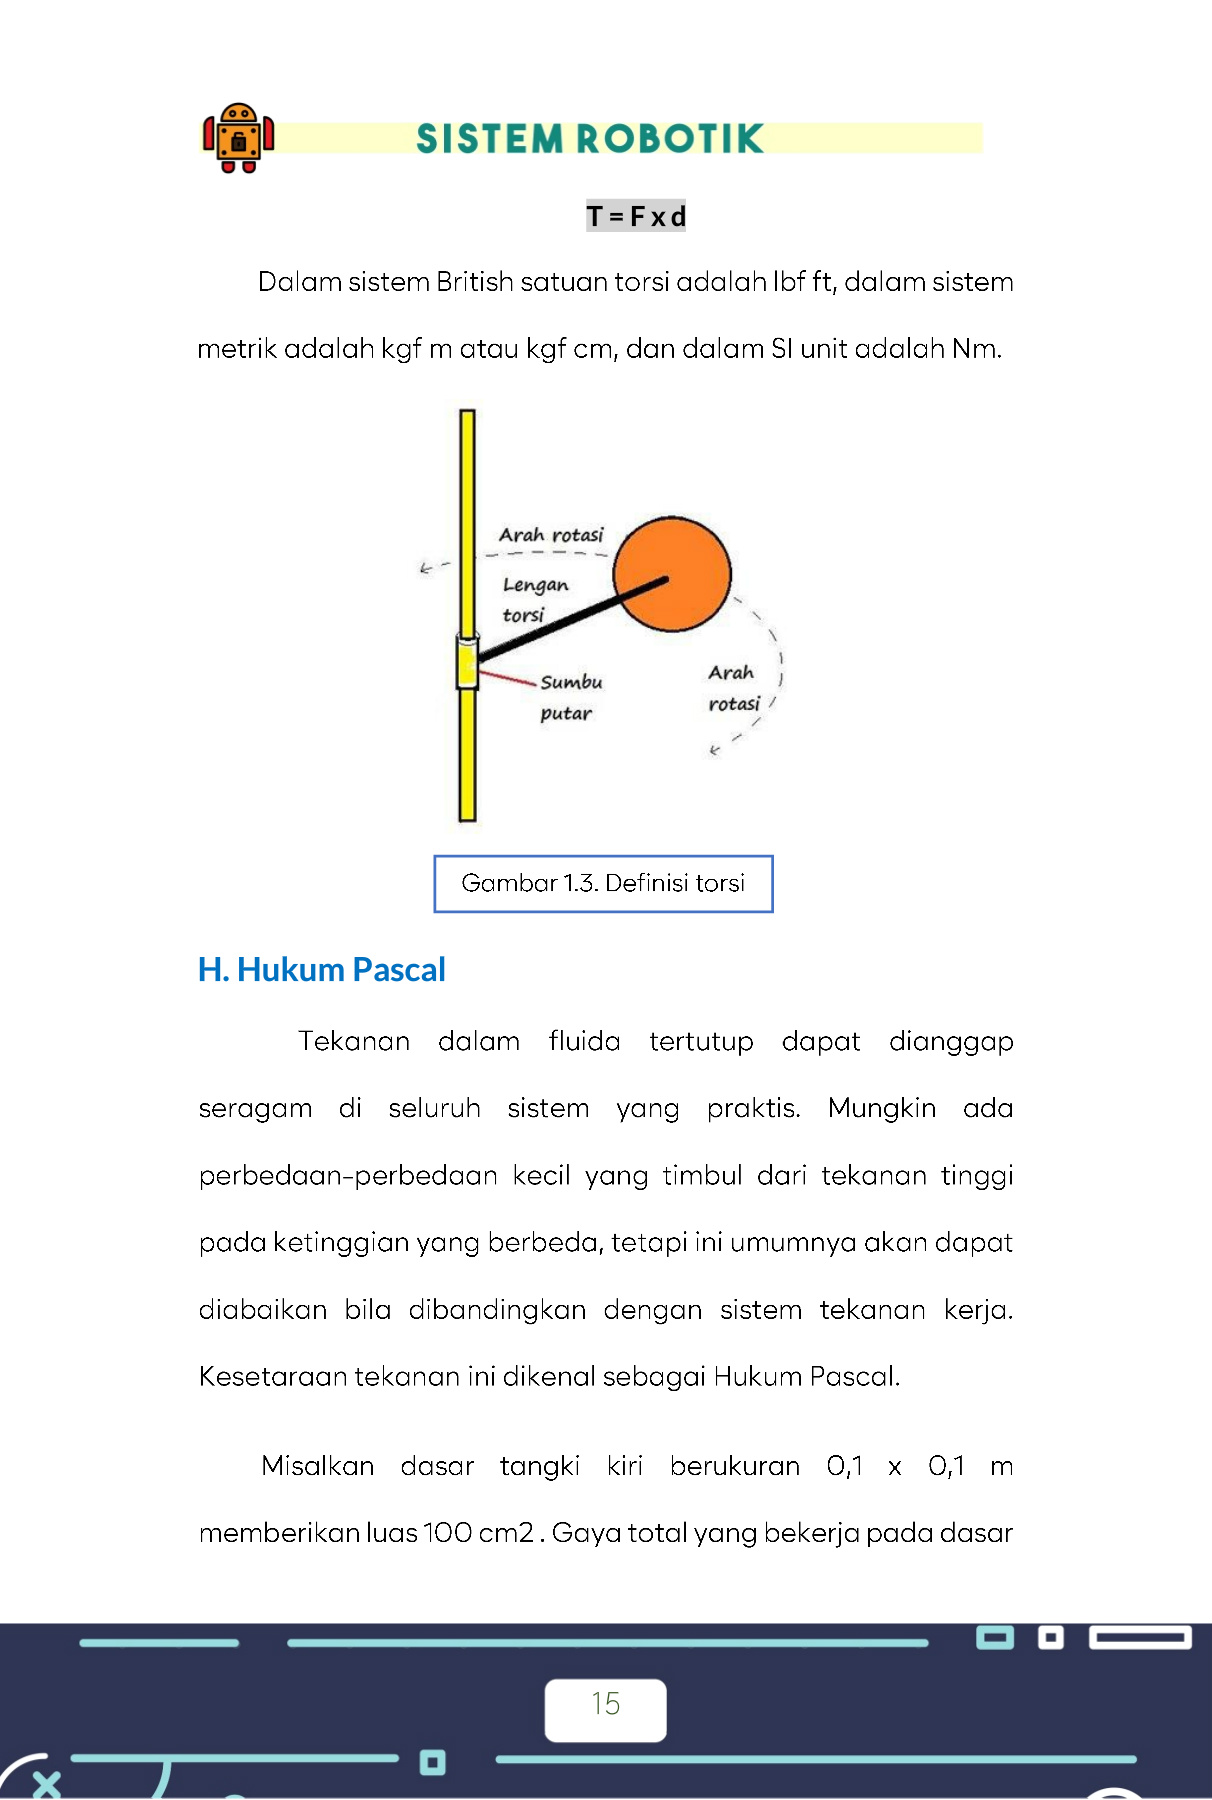 SISTEM ROBOTIK
T = F x d
Dalam sistem British satuan torsi adalah lbf ft, dalam sistem
metrik adalah kgf m atau kgf cm, dan dalam SI unit adalah Nm.
Arah rotasi
Lengan
torsi
Sumbu
putar
Arah
rotasi
Gambar 1.3. Definisi torsi
H. Hukum Pascal
Tekanan dalam fluida tertutup dapat dianggap
seragam di seluruh sistem yang praktis. Mungkin ada
perbedaan-perbedaan kecil yang timbul dari tekanan tinggi
pada ketinggian yang berbeda, tetapi ini umumnya akan dapat
diabaikan bila dibandingkan dengan sistem tekanan kerja.
Kesetaraan tekanan ini dikenal sebagai Hukum Pascal.
Misalkan dasar tangki kiri berukuran 0,1 x 0,1 m
memberikan luas 100 cm2 . Gaya total yang bekerja pada dasar
15